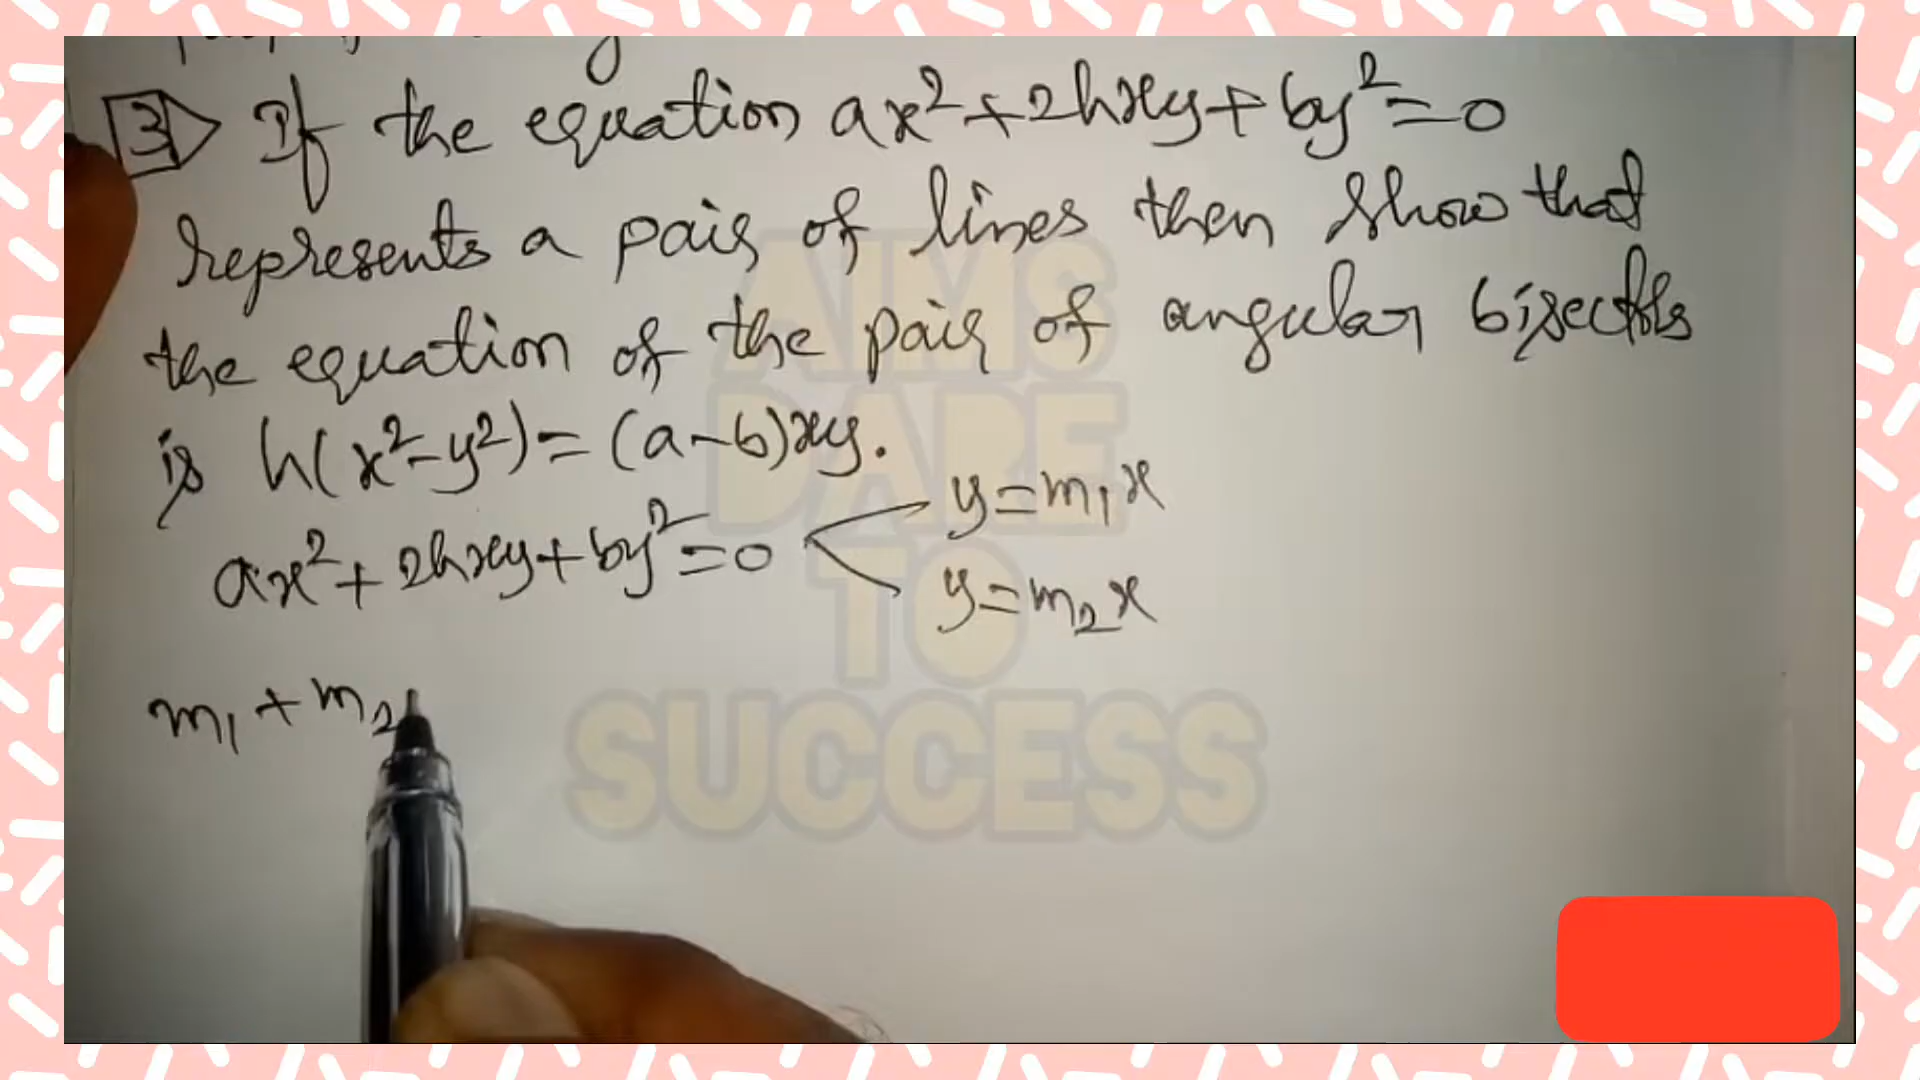 3 If the equation ax²+2hxy+by²=0
represents a pair of lines then show that
the equation of the pair of angular bisectors
is h(x²-y²)=(a-b)xy.
ax²+2hxy+by²=0
y=m₁x
y=m₂x
m₁+m₂
AIMS
DARE
TO
SUCCESS